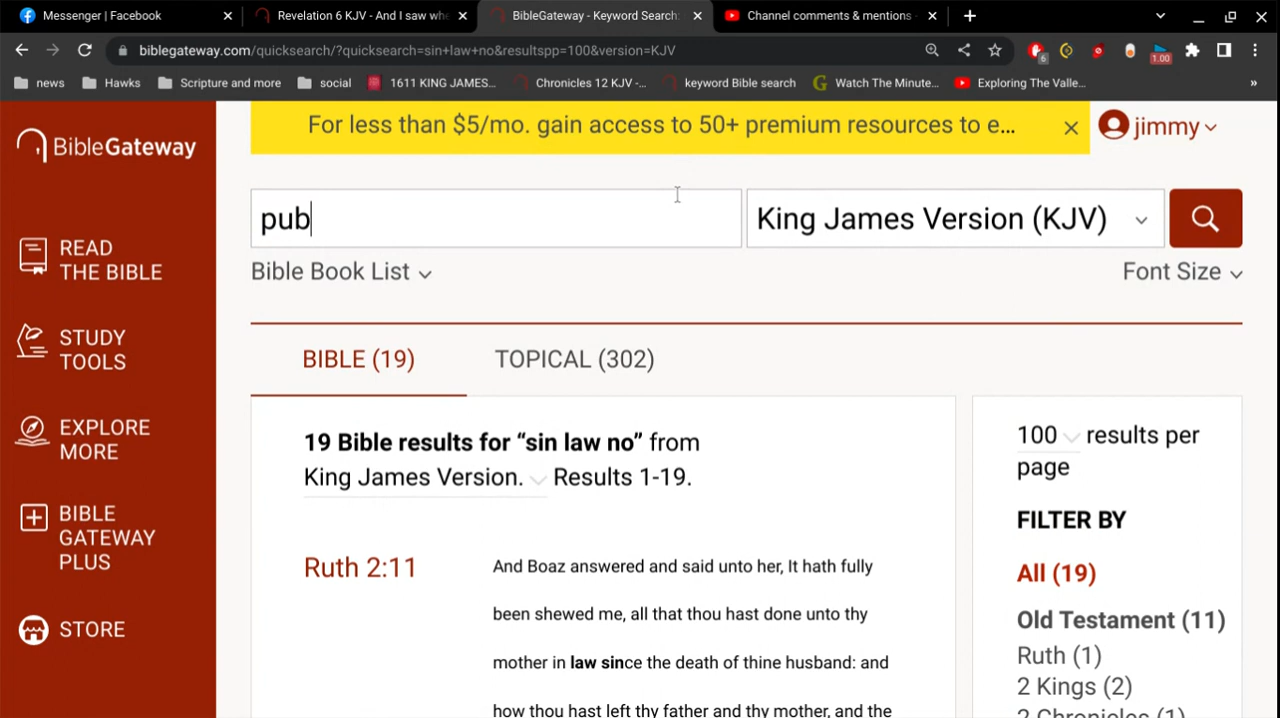 Messenger | Facebook
Revelation 6 KJV - And I saw whe
BibleGateway - Keyword Search:
Channel comments & mentions -
biblegateway.com/quicksearch/?quicksearch=sin+law+no&resultspp=100&version=KJV
6
1.00
news
Hawks
Scripture and more
social
1611 KING JAMES...
Chronicles 12 KJV -...
keyword Bible search
Watch The Minute...
Exploring The Valle...
»
BibleGateway
For less than $5/mo. gain access to 50+ premium resources to e...
jimmy
pub
King James Version (KJV)
Bible Book List
Font Size
READ
THE BIBLE
STUDY
TOOLS
EXPLORE
MORE
BIBLE
GATEWAY
PLUS
STORE
BIBLE (19)
TOPICAL (302)
19 Bible results for “sin law no” from
King James Version. Results 1-19.
Ruth 2:11
And Boaz answered and said unto her, It hath fully
been shewed me, all that thou hast done unto thy
mother in law since the death of thine husband: and
how thou hast left thy father and thy mother, and the
100 results per
page
FILTER BY
All (19)
Old Testament (11)
Ruth (1)
2 Kings (2)
2 Chronicles (1)